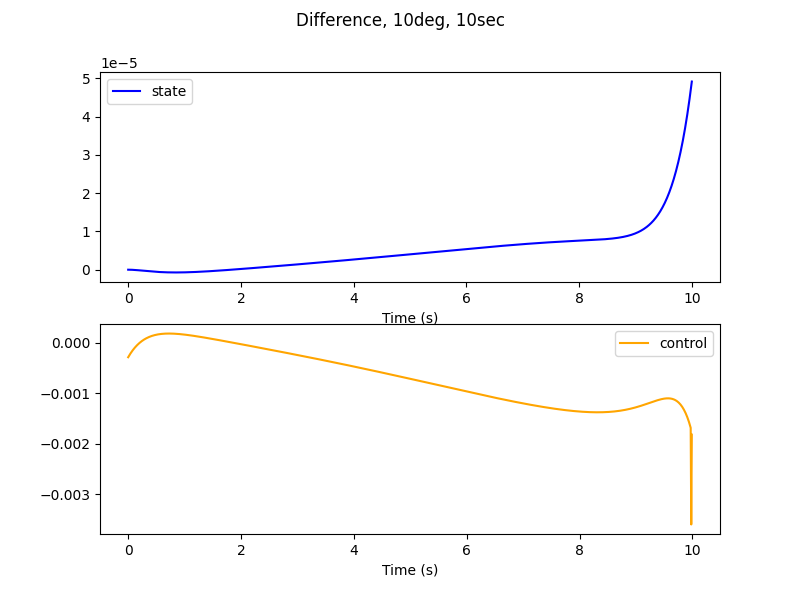 Difference, 10deg, 10sec
1e−5
state
5
4
3
2
1
0
0 2 4 6 8 10
Time (s)
control
0.000
−0.001
−0.002
−0.003
0 2 4 6 8 10
Time (s)